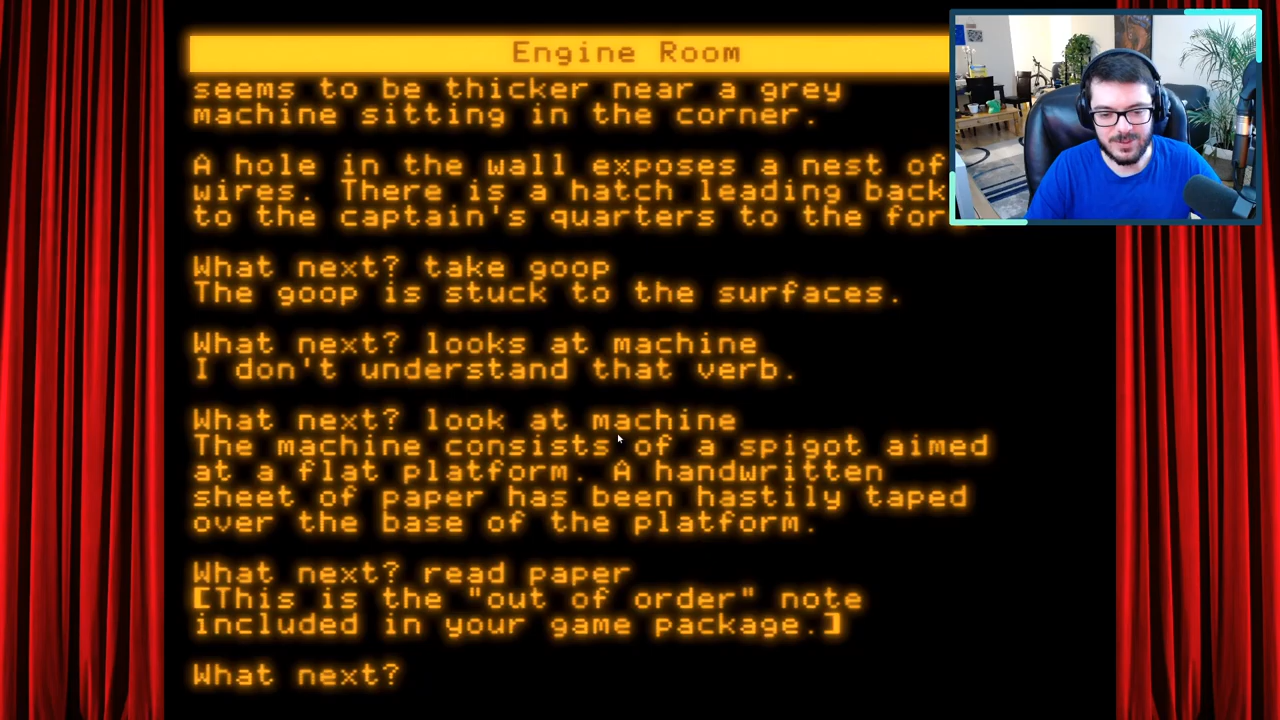 Engine Room
seems to be thicker near a grey
machine sitting in the corner.
A hole in the wall exposes a nest of
wires. There is a hatch leading back
to the captain's quarters to the
What next? take goop
The goop is stuck to the surfaces.
What next? looks at machine
I don't understand that verb.
What next? look at machine
The machine consists of a spigot aimed
at a flat platform. A handwritten
sheet of paper has been hastily taped
over the base of the platform.
What next? read paper
[This is the "out of order" note
included in your game package.]
What next?